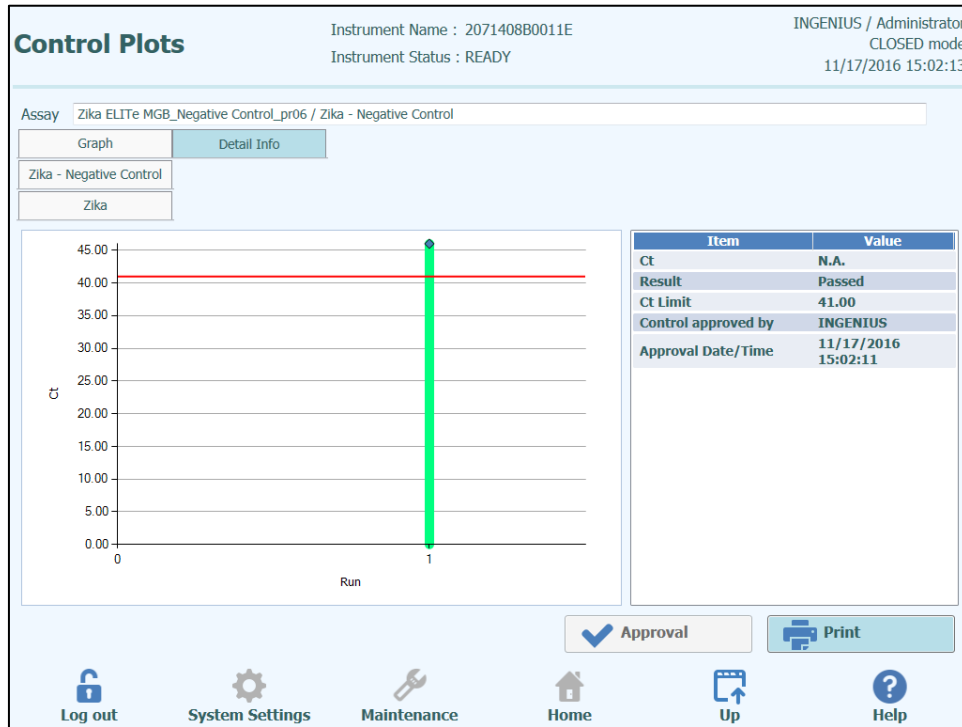 Control Plots
Instrument Name : 2071408B0011E
Instrument Status : READY
INGENIUS / Administrator
CLOSED mode
11/17/2016 15:02:13
Assay Zika ELITe MGB_Negative Control_pr06 / Zika - Negative Control
Graph Detail Info
Zika - Negative Control
Zika
45.00
40.00
35.00
30.00
25.00
20.00
15.00
10.00
5.00
0.00
Ct
0 1
Run
Item Value
Ct N.A.
Result Passed
Ct Limit 41.00
Control approved by INGENIUS
Approval Date/Time 11/17/2016
15:02:11
Approval Print
Log out System Settings Maintenance Home Up Help